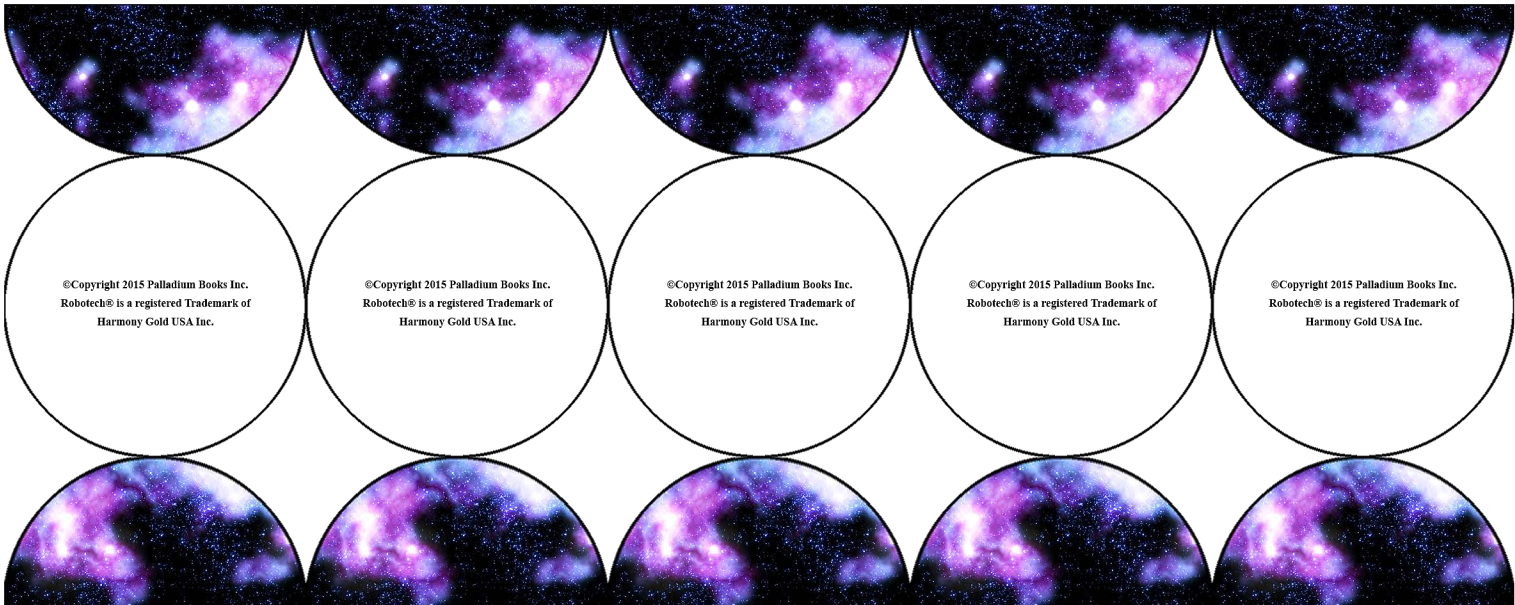 ©Copyright 2015 Palladium Books Inc.
Robotech® is a registered Trademark of
Harmony Gold USA Inc.
©Copyright 2015 Palladium Books Inc.
Robotech® is a registered Trademark of
Harmony Gold USA Inc.
©Copyright 2015 Palladium Books Inc.
Robotech® is a registered Trademark of
Harmony Gold USA Inc.
©Copyright 2015 Palladium Books Inc.
Robotech® is a registered Trademark of
Harmony Gold USA Inc.
©Copyright 2015 Palladium Books Inc.
Robotech® is a registered Trademark of
Harmony Gold USA Inc.